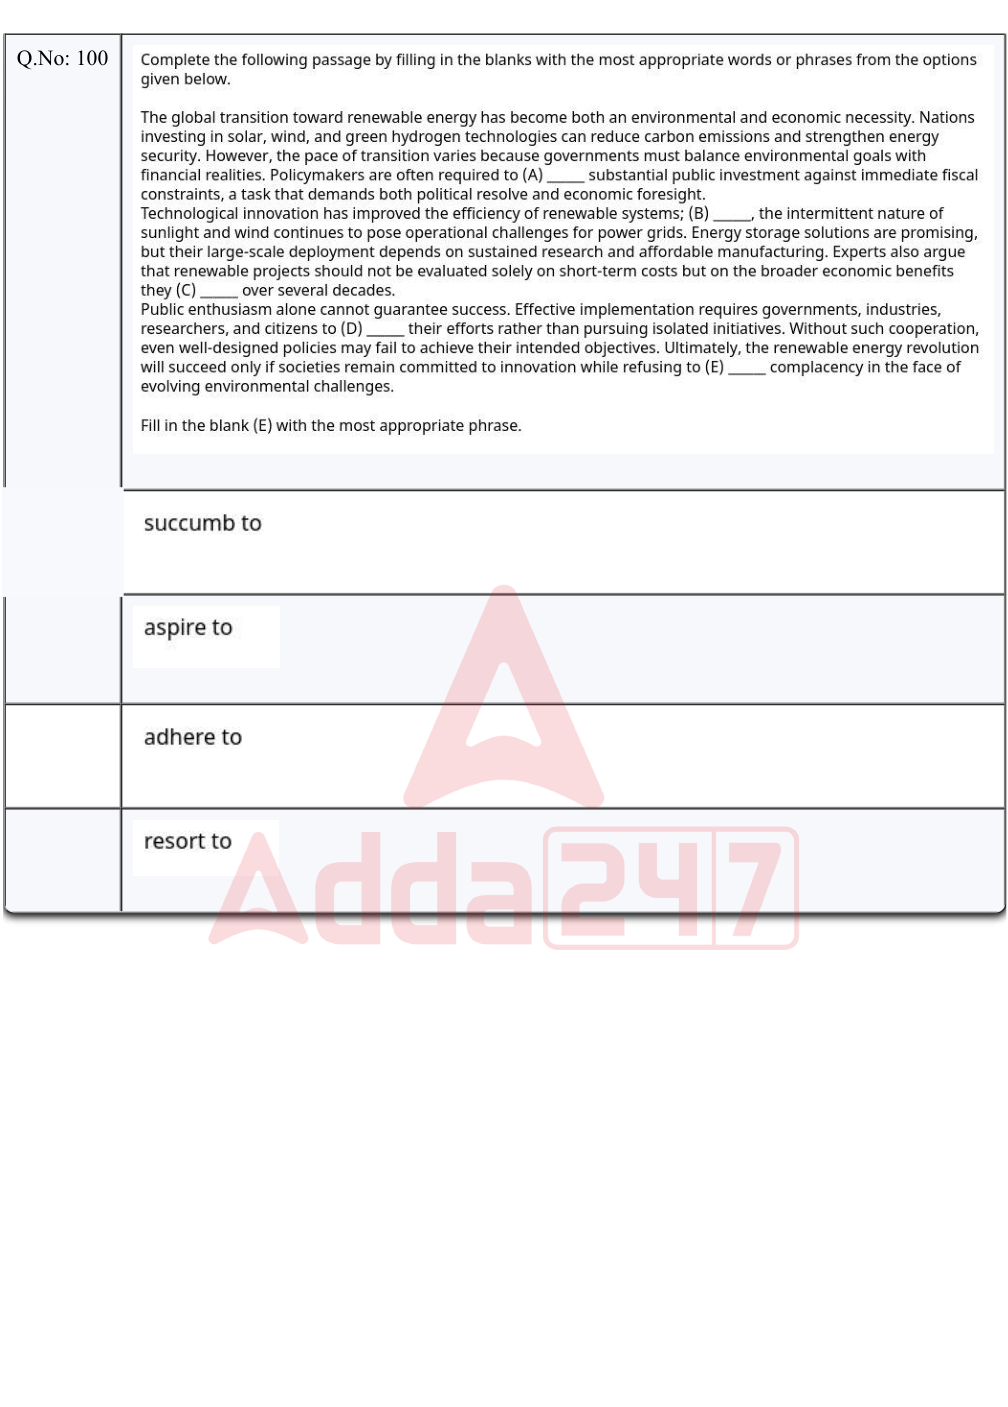 Q.No: 100
Complete the following passage by filling in the blanks with the most appropriate words or phrases from the options
given below.
The global transition toward renewable energy has become both an environmental and economic necessity. Nations
investing in solar, wind, and green hydrogen technologies can reduce carbon emissions and strengthen energy
security. However, the pace of transition varies because governments must balance environmental goals with
financial realities. Policymakers are often required to (A) _____ substantial public investment against immediate fiscal
constraints, a task that demands both political resolve and economic foresight.
Technological innovation has improved the efficiency of renewable systems; (B) _____, the intermittent nature of
sunlight and wind continues to pose operational challenges for power grids. Energy storage solutions are promising,
but their large-scale deployment depends on sustained research and affordable manufacturing. Experts also argue
that renewable projects should not be evaluated solely on short-term costs but on the broader economic benefits
they (C) _____ over several decades.
Public enthusiasm alone cannot guarantee success. Effective implementation requires governments, industries,
researchers, and citizens to (D) _____ their efforts rather than pursuing isolated initiatives. Without such cooperation,
even well-designed policies may fail to achieve their intended objectives. Ultimately, the renewable energy revolution
will succeed only if societies remain committed to innovation while refusing to (E) _____ complacency in the face of
evolving environmental challenges.
Fill in the blank (E) with the most appropriate phrase.
succumb to
aspire to
adhere to
resort to
Adda247